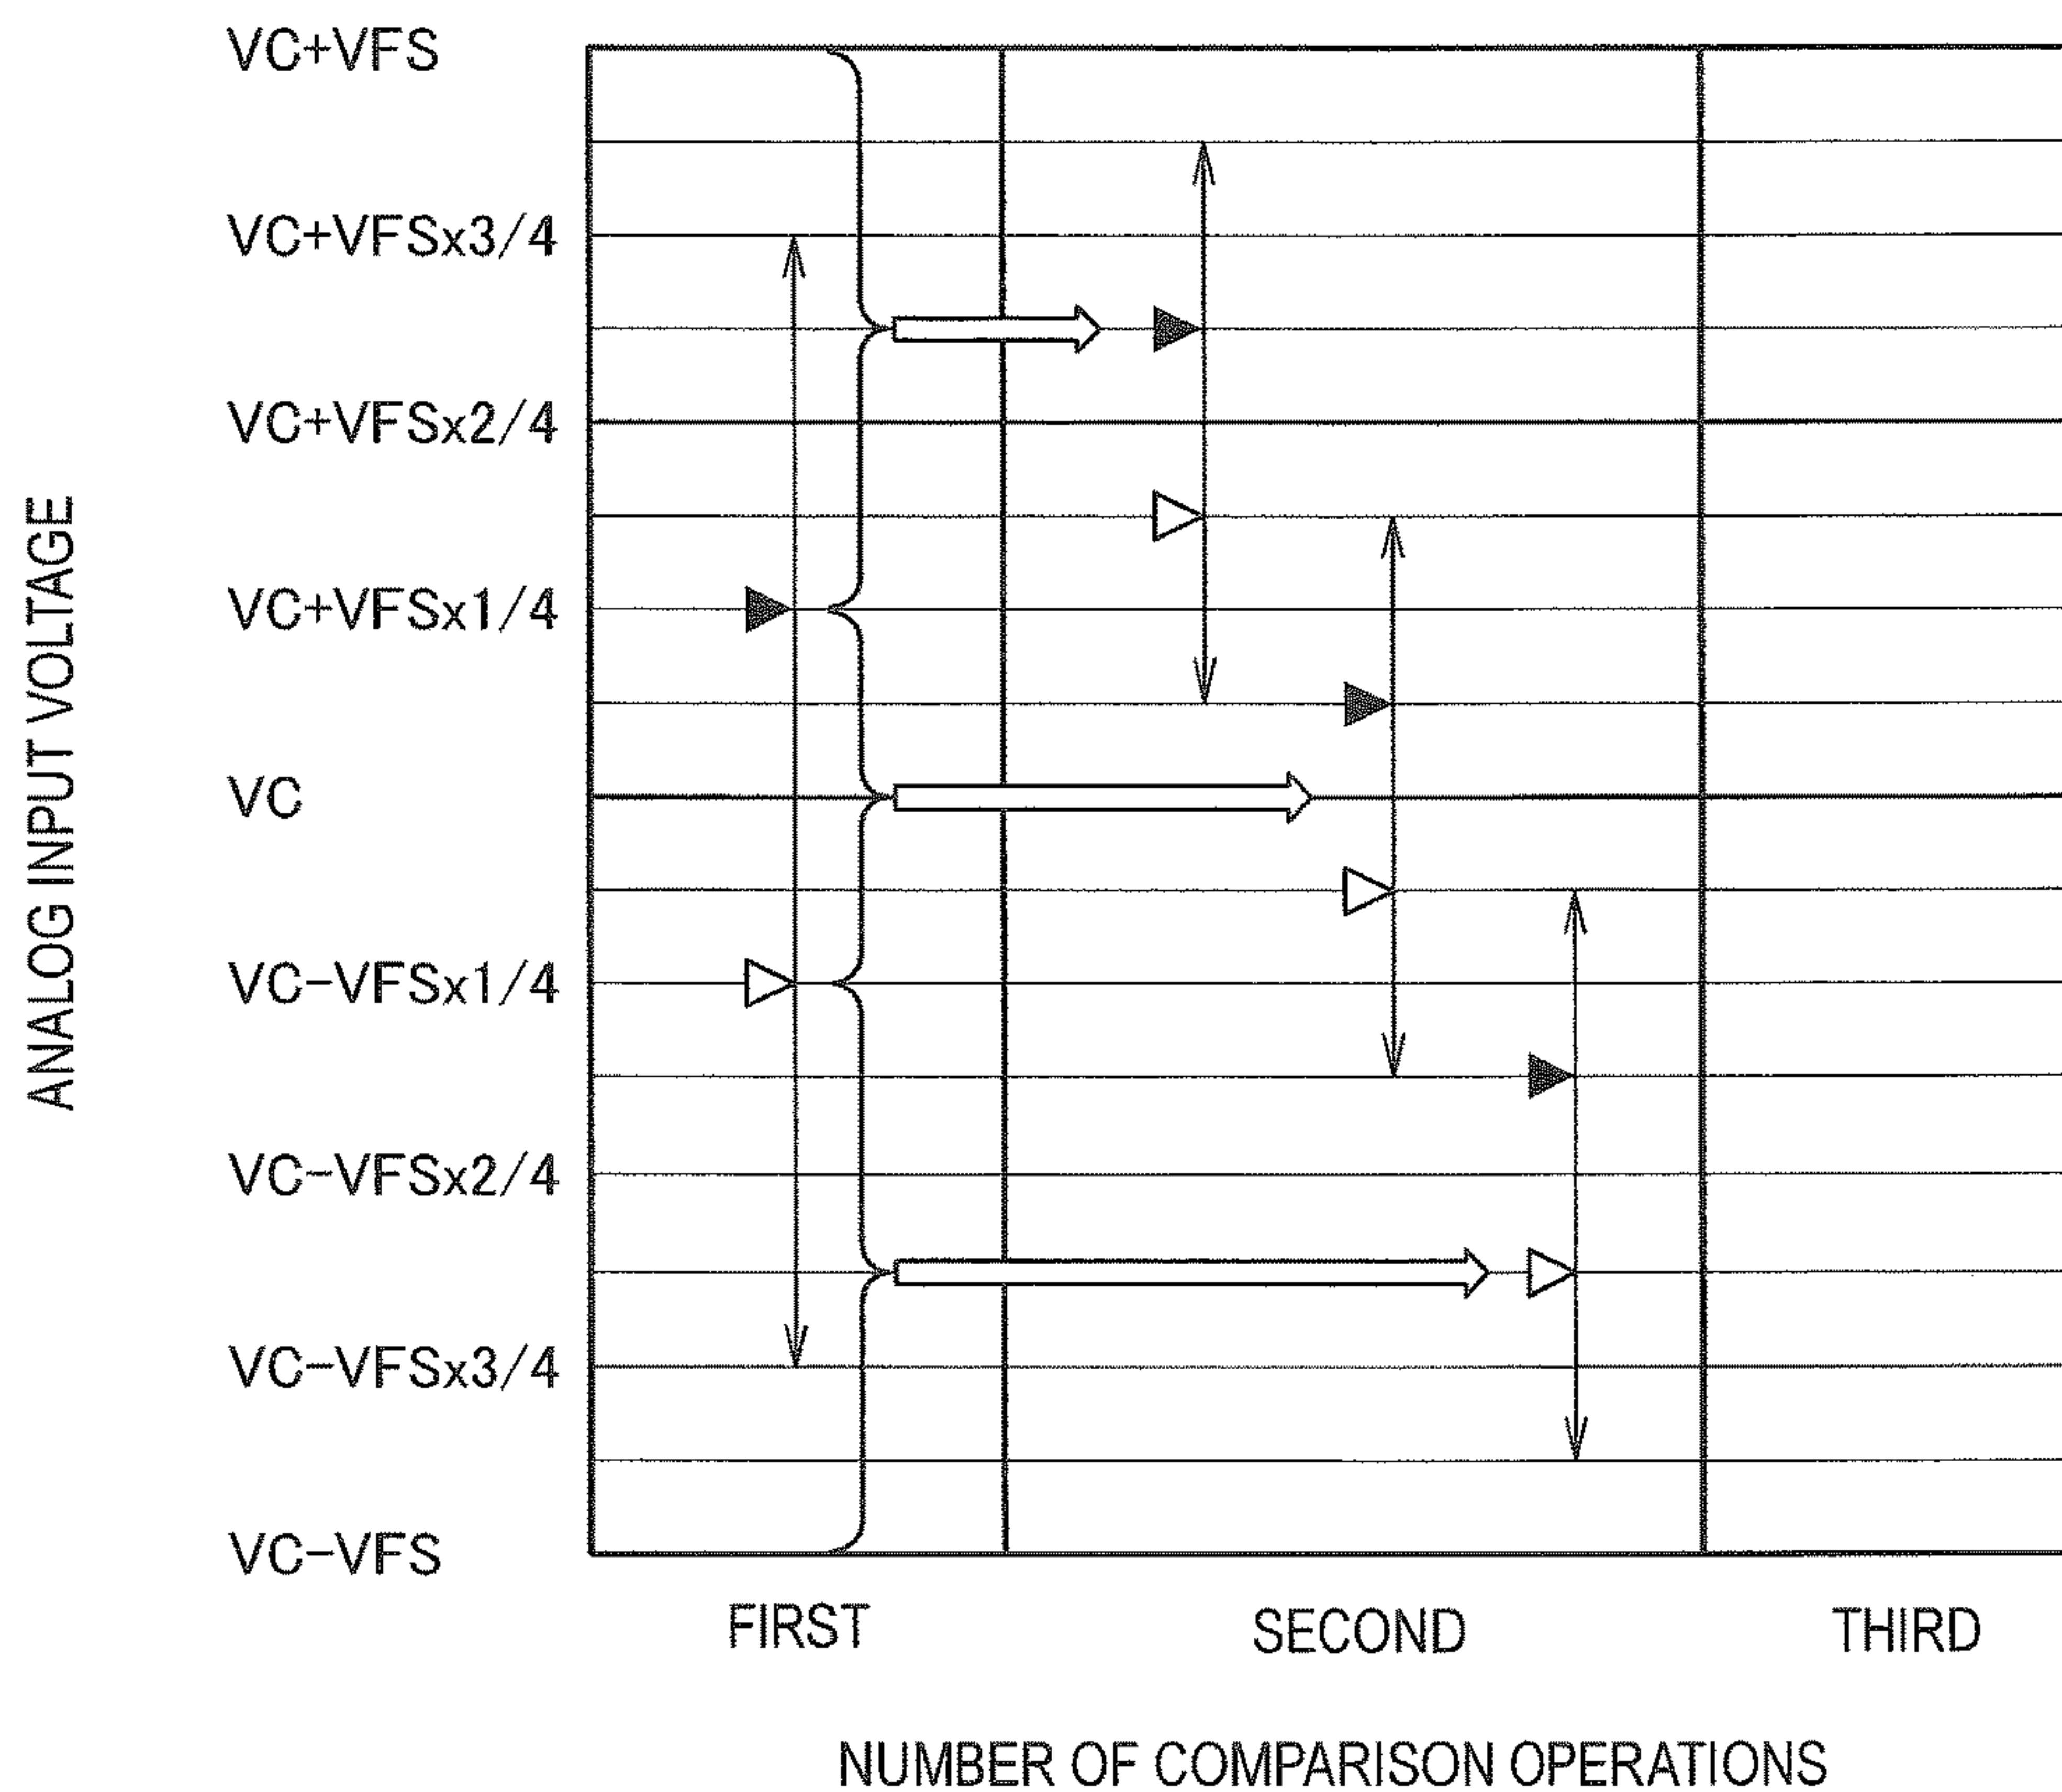 VC+VFS
VC+VFSx3/4
VC+VFSx2/4
VC+VFSx1/4
VC
VC−VFSx1/4
VC−VFSx2/4
VC−VFSx3/4
VC−VFS
ANALOG INPUT VOLTAGE
FIRST
SECOND
THIRD
NUMBER OF COMPARISON OPERATIONS